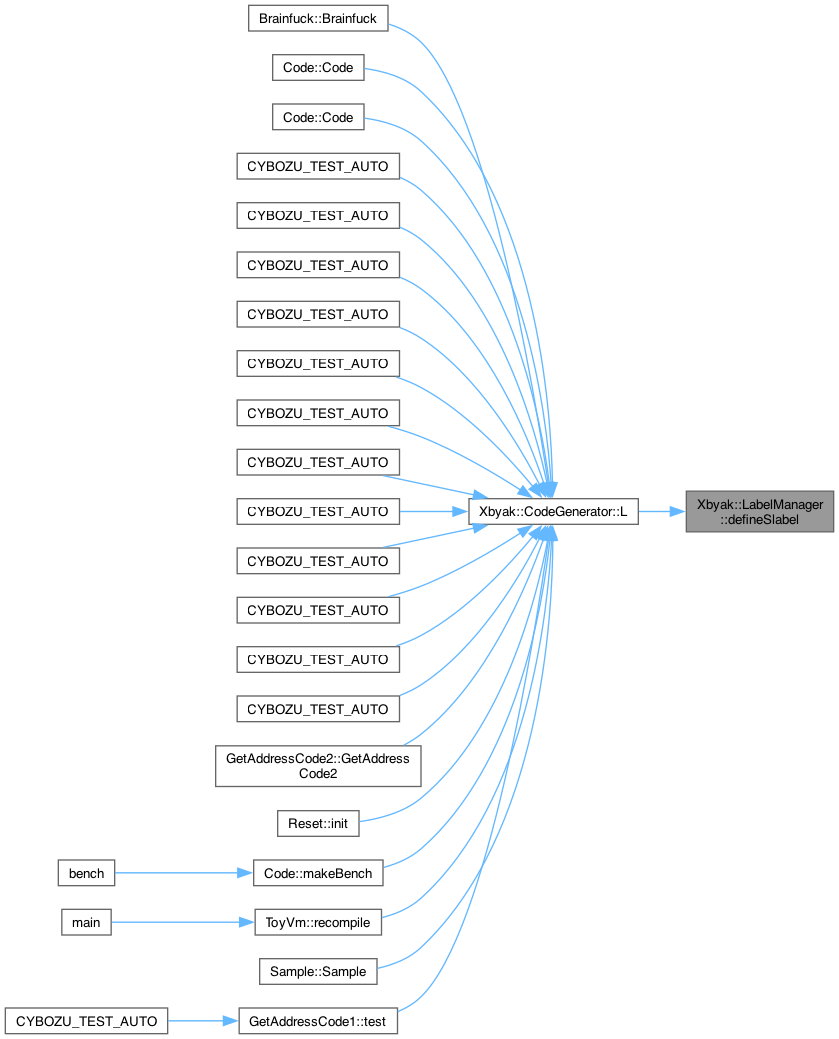 Brainfuck::Brainfuck
Code::Code
Code::Code
CYBOZU_TEST_AUTO
CYBOZU_TEST_AUTO
CYBOZU_TEST_AUTO
CYBOZU_TEST_AUTO
CYBOZU_TEST_AUTO
CYBOZU_TEST_AUTO
CYBOZU_TEST_AUTO
CYBOZU_TEST_AUTO
Xbyak::CodeGenerator::L
Xbyak::LabelManager
::defineSlabel
CYBOZU_TEST_AUTO
CYBOZU_TEST_AUTO
CYBOZU_TEST_AUTO
CYBOZU_TEST_AUTO
GetAddressCode2::GetAddress
Code2
Reset::init
bench
Code::makeBench
main
ToyVm::recompile
Sample::Sample
CYBOZU_TEST_AUTO
GetAddressCode1::test